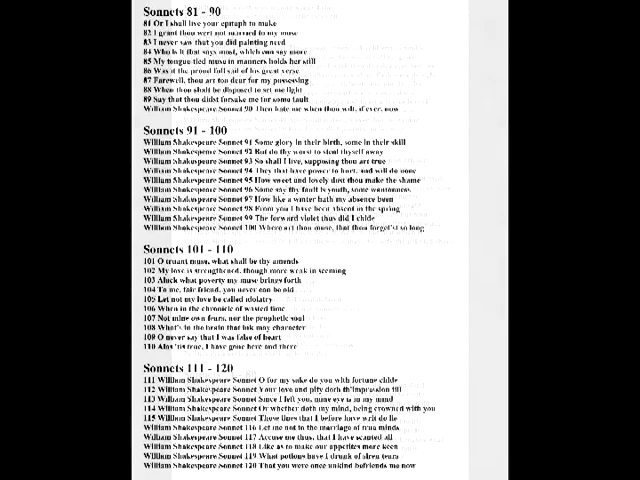 Sonnets 81 - 90
81 Or I shall live your epitaph to make
82 I grant thou wert not married to my muse
83 I never saw that you did painting need
84 Who is it that says most, which can say more
85 My tongue-tied muse in manners holds her still
86 Was it the proud full sail of his great verse
87 Farewell, thou art too dear for my possessing
88 When thou shalt be disposed to set me light
89 Say that thou didst forsake me for some fault
William Shakespeare Sonnet 90 Then hate me when thou wilt, if ever, now
Sonnets 91 - 100
William Shakespeare Sonnet 91 Some glory in their birth, some in their skill
William Shakespeare Sonnet 92 But do thy worst to steal thyself away
William Shakespeare Sonnet 93 So shall I live, supposing thou art true
William Shakespeare Sonnet 94 They that have power to hurt, and will do none
William Shakespeare Sonnet 95 How sweet and lovely dost thou make the shame
William Shakespeare Sonnet 96 Some say thy fault is youth, some wantonness
William Shakespeare Sonnet 97 How like a winter hath my absence been
William Shakespeare Sonnet 98 From you I have been absent in the spring
William Shakespeare Sonnet 99 The forward violet thus did I chide
William Shakespeare Sonnet 100 Where art thou muse, that thou forget'st so long
Sonnets 101 - 110
101 O truant muse, what shall be thy amends
102 My love is strengthened, though more weak in seeming
103 Alack what poverty my muse brings forth
104 To me, fair friend, you never can be old
105 Let not my love be called idolatry
106 When in the chronicle of wasted time
107 Not mine own fears, nor the prophetic soul
108 What's in the brain that ink may character
109 O never say that I was false of heart
110 Alas 'tis true, I have gone here and there
Sonnets 111 - 120
111 William Shakespeare Sonnet O for my sake do you with fortune chide
112 William Shakespeare Sonnet Your love and pity doth th'impression fill
113 William Shakespeare Sonnet Since I left you, mine eye is in my mind
114 William Shakespeare Sonnet Or whether doth my mind, being crowned with you
115 William Shakespeare Sonnet Those lines that I before have writ do lie
William Shakespeare Sonnet 116 Let me not to the marriage of true minds
William Shakespeare Sonnet 117 Accuse me thus, that I have scanted all
William Shakespeare Sonnet 118 Like as to make our appetites more keen
William Shakespeare Sonnet 119 What potions have I drunk of siren tears
William Shakespeare Sonnet 120 That you were once unkind befriends me now